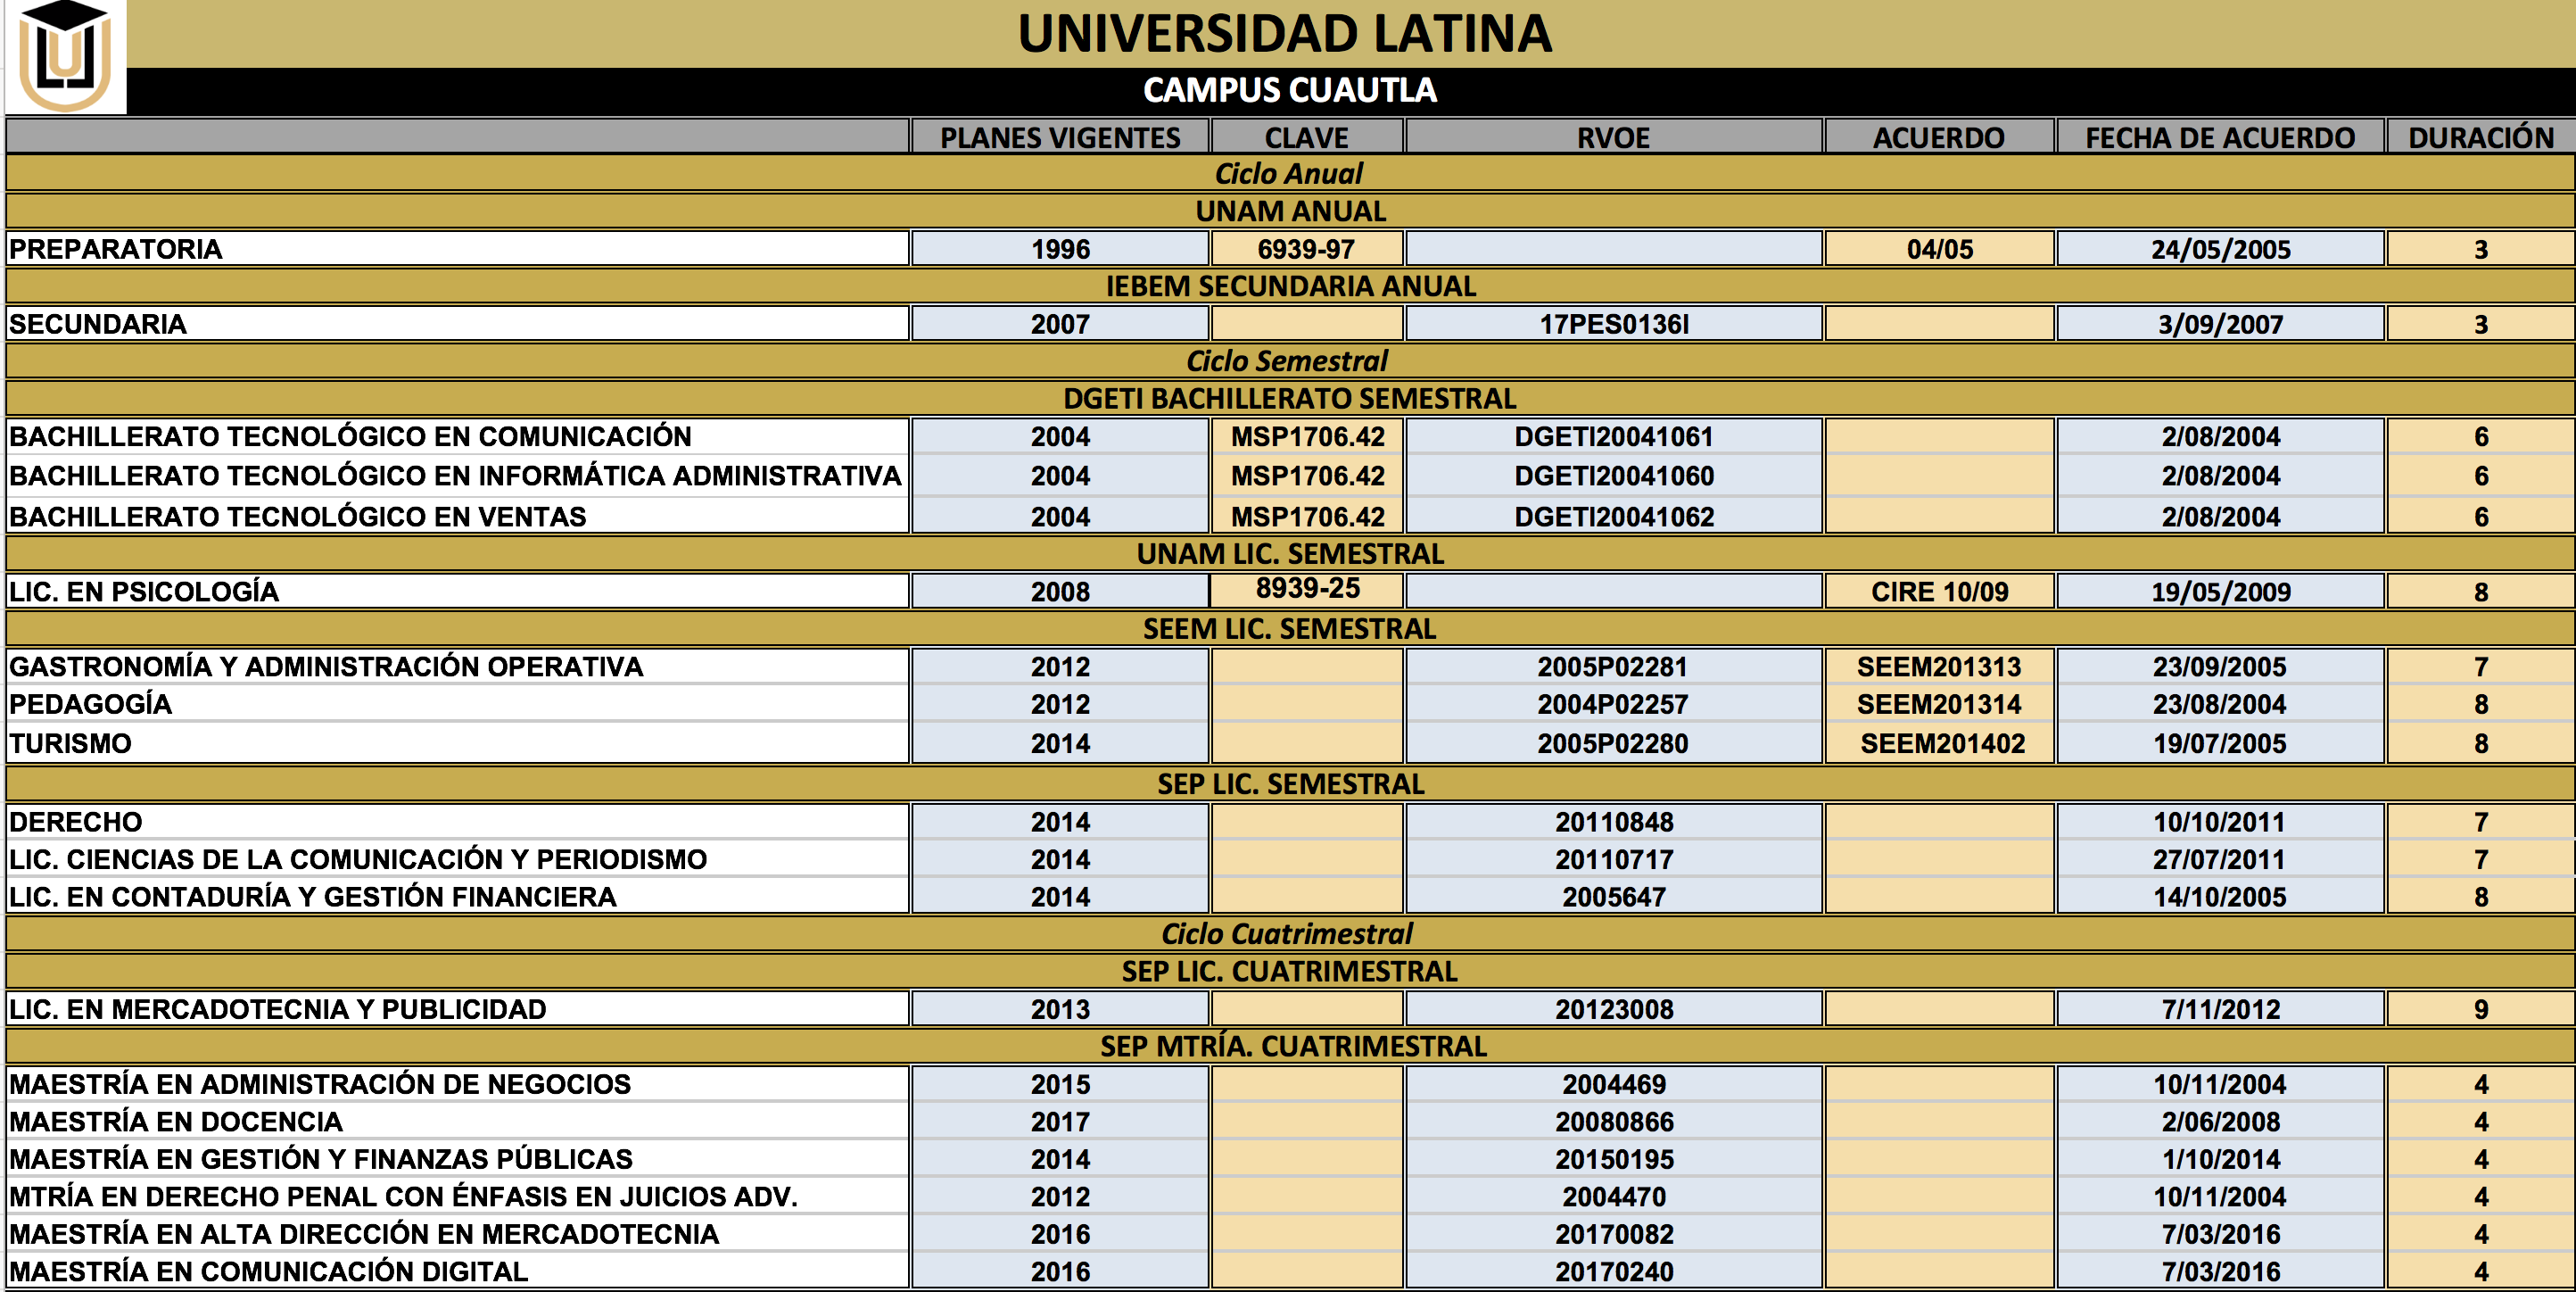 UNIVERSIDAD LATINA
CAMPUS CUAUTLA
PLANES VIGENTES CLAVE RVOE ACUERDO FECHA DE ACUERDO DURACIÓN
Ciclo Anual
UNAM ANUAL
PREPARATORIA 1996 6939-97 04/05 24/05/2005 3
IEBEM SECUNDARIA ANUAL
SECUNDARIA 2007 17PES0136I 3/09/2007 3
Ciclo Semestral
DGETI BACHILLERATO SEMESTRAL
BACHILLERATO TECNOLÓGICO EN COMUNICACIÓN 2004 MSP1706.42 DGETI20041061 2/08/2004 6
BACHILLERATO TECNOLÓGICO EN INFORMÁTICA ADMINISTRATIVA 2004 MSP1706.42 DGETI20041060 2/08/2004 6
BACHILLERATO TECNOLÓGICO EN VENTAS 2004 MSP1706.42 DGETI20041062 2/08/2004 6
UNAM LIC. SEMESTRAL
LIC. EN PSICOLOGÍA 2008 8939-25 CIRE 10/09 19/05/2009 8
SEEM LIC. SEMESTRAL
GASTRONOMÍA Y ADMINISTRACIÓN OPERATIVA 2012 2005P02281 SEEM201313 23/09/2005 7
PEDAGOGÍA 2012 2004P02257 SEEM201314 23/08/2004 8
TURISMO 2014 2005P02280 SEEM201402 19/07/2005 8
SEP LIC. SEMESTRAL
DERECHO 2014 20110848 10/10/2011 7
LIC. CIENCIAS DE LA COMUNICACIÓN Y PERIODISMO 2014 20110717 27/07/2011 7
LIC. EN CONTADURÍA Y GESTIÓN FINANCIERA 2014 2005647 14/10/2005 8
Ciclo Cuatrimestral
SEP LIC. CUATRIMESTRAL
LIC. EN MERCADOTECNIA Y PUBLICIDAD 2013 20123008 7/11/2012 9
SEP MTRÍA. CUATRIMESTRAL
MAESTRÍA EN ADMINISTRACIÓN DE NEGOCIOS 2015 2004469 10/11/2004 4
MAESTRÍA EN DOCENCIA 2017 20080866 2/06/2008 4
MAESTRÍA EN GESTIÓN Y FINANZAS PÚBLICAS 2014 20150195 1/10/2014 4
MTRÍA EN DERECHO PENAL CON ÉNFASIS EN JUICIOS ADV. 2012 2004470 10/11/2004 4
MAESTRÍA EN ALTA DIRECCIÓN EN MERCADOTECNIA 2016 20170082 7/03/2016 4
MAESTRÍA EN COMUNICACIÓN DIGITAL 2016 20170240 7/03/2016 4